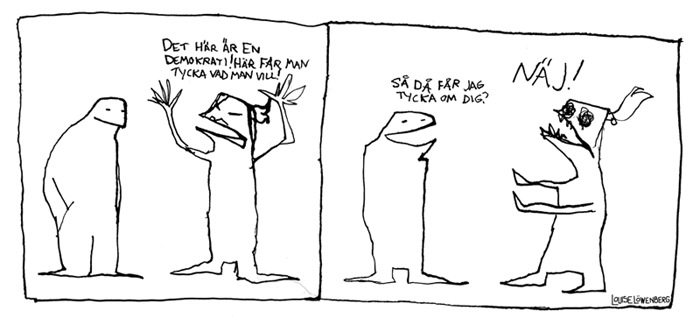 DET HÄR ÄR EN
DEMOKRATI! HÄR FÅR MAN
TYCKA VAD MAN VILL!
SÅ DÅ FÅR JAG
TYCKA OM DIG?
NÄJ!
LOUISE LÖWENBERG